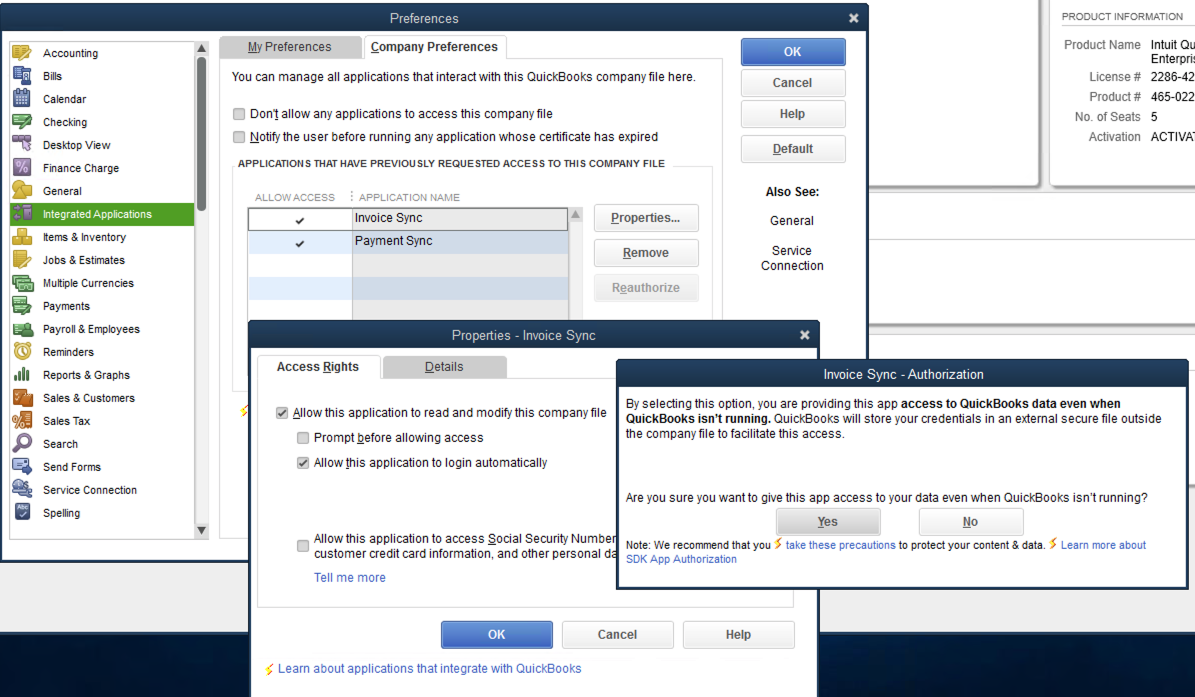 Preferences
Accounting
Bills
Calendar
Checking
Desktop View
Finance Charge
General
Integrated Applications
Items & Inventory
Jobs & Estimates
Multiple Currencies
Payments
Payroll & Employees
Reminders
Reports & Graphs
Sales & Customers
Sales Tax
Search
Send Forms
Service Connection
Spelling
My Preferences
Company Preferences
You can manage all applications that interact with this QuickBooks company file here.
Don't allow any applications to access this company file
Notify the user before running any application whose certificate has expired
APPLICATIONS THAT HAVE PREVIOUSLY REQUESTED ACCESS TO THIS COMPANY FILE
ALLOW ACCESS
APPLICATION NAME
Invoice Sync
Payment Sync
Properties...
Remove
Reauthorize
OK
Cancel
Help
Default
Also See:
General
Service
Connection
PRODUCT INFORMATION
Product Name Intuit Qu
Enterpris
License # 2286-42
Product # 465-022
No. of Seats 5
Activation ACTIVAT
Properties - Invoice Sync
Access Rights
Details
Allow this application to read and modify this company file
Prompt before allowing access
Allow this application to login automatically
Allow this application to access Social Security Number
customer credit card information, and other personal da
Tell me more
OK
Cancel
Help
Learn about applications that integrate with QuickBooks
Invoice Sync - Authorization
By selecting this option, you are providing this app access to QuickBooks data even when
QuickBooks isn't running. QuickBooks will store your credentials in an external secure file outside
the company file to facilitate this access.
Are you sure you want to give this app access to your data even when QuickBooks isn't running?
Yes
No
Note: We recommend that you take these precautions to protect your content & data. Learn more about
SDK App Authorization